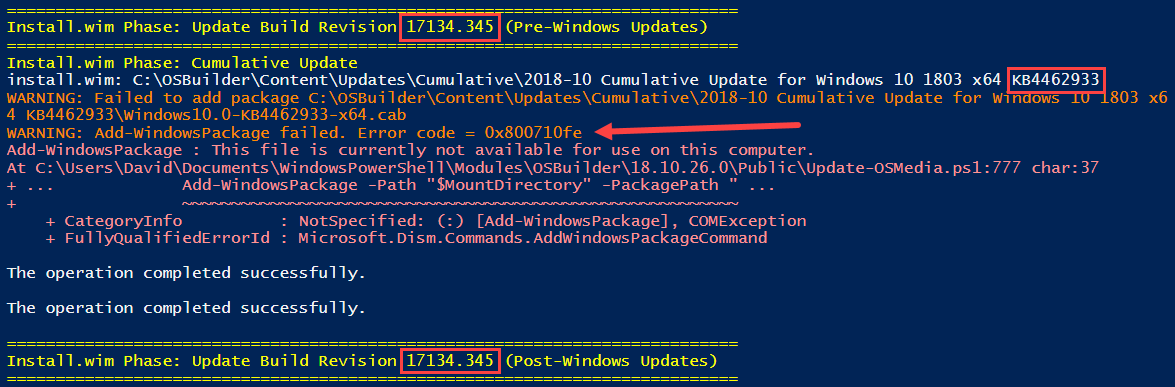 ===========================================================================
Install.wim Phase: Update Build Revision 17134.345 (Pre-Windows Updates)
===========================================================================
Install.wim Phase: Cumulative Update
install.wim: C:\OSBuilder\Content\Updates\Cumulative\2018-10 Cumulative Update for Windows 10 1803 x64 KB4462933
WARNING: Failed to add package C:\OSBuilder\Content\Updates\Cumulative\2018-10 Cumulative Update for Windows 10 1803 x6
4 KB4462933\Windows10.0-KB4462933-x64.cab
WARNING: Add-WindowsPackage failed. Error code = 0x800710fe
Add-WindowsPackage : This file is currently not available for use on this computer.
At C:\Users\David\Documents\WindowsPowerShell\Modules\OSBuilder\18.10.26.0\Public\Update-OSMedia.ps1:777 char:37
+ ...             Add-WindowsPackage -Path "$MountDirectory" -PackagePath " ...
+                 ~~~~~~~~~~~~~~~~~~~~~~~~~~~~~~~~~~~~~~~~~~~~~~~~~~~~~~~~~
    + CategoryInfo          : NotSpecified: (:) [Add-WindowsPackage], COMException
    + FullyQualifiedErrorId : Microsoft.Dism.Commands.AddWindowsPackageCommand
The operation completed successfully.
The operation completed successfully.
===========================================================================
Install.wim Phase: Update Build Revision 17134.345 (Post-Windows Updates)
===========================================================================